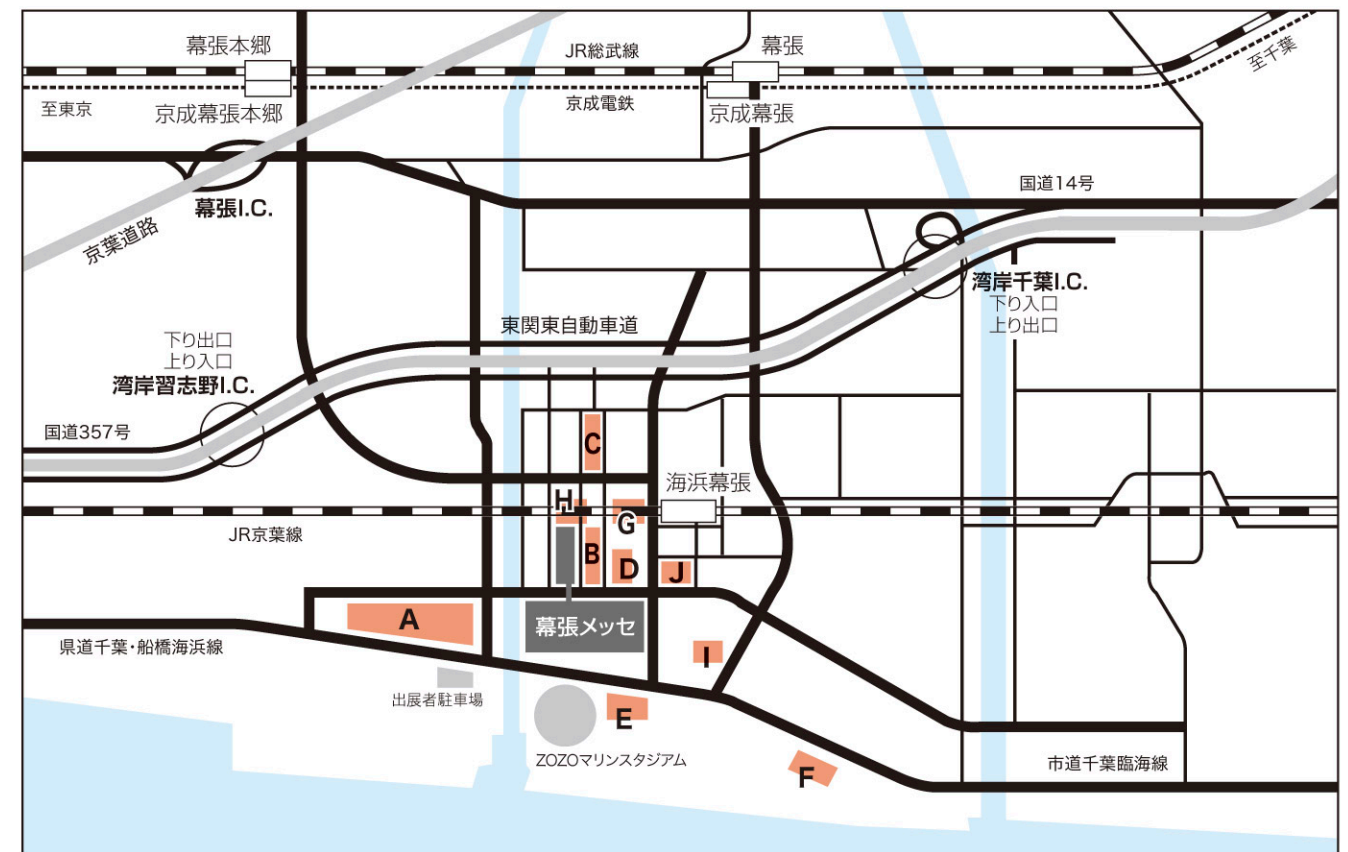 幕張本郷
JR総武線
幕張
至千葉
至東京
京成幕張本郷
京成電鉄
京成幕張
国道14号
幕張I.C.
京葉道路
湾岸千葉I.C.
下り入口
上り出口
東関東自動車道
下り出口
上り入口
湾岸習志野I.C.
国道357号
C
海浜幕張
H
G
JR京葉線
B
D
J
A
幕張メッセ
県道千葉・船橋海浜線
I
出展者駐車場
E
ZOZOマリンスタジアム
F
市道千葉臨海線